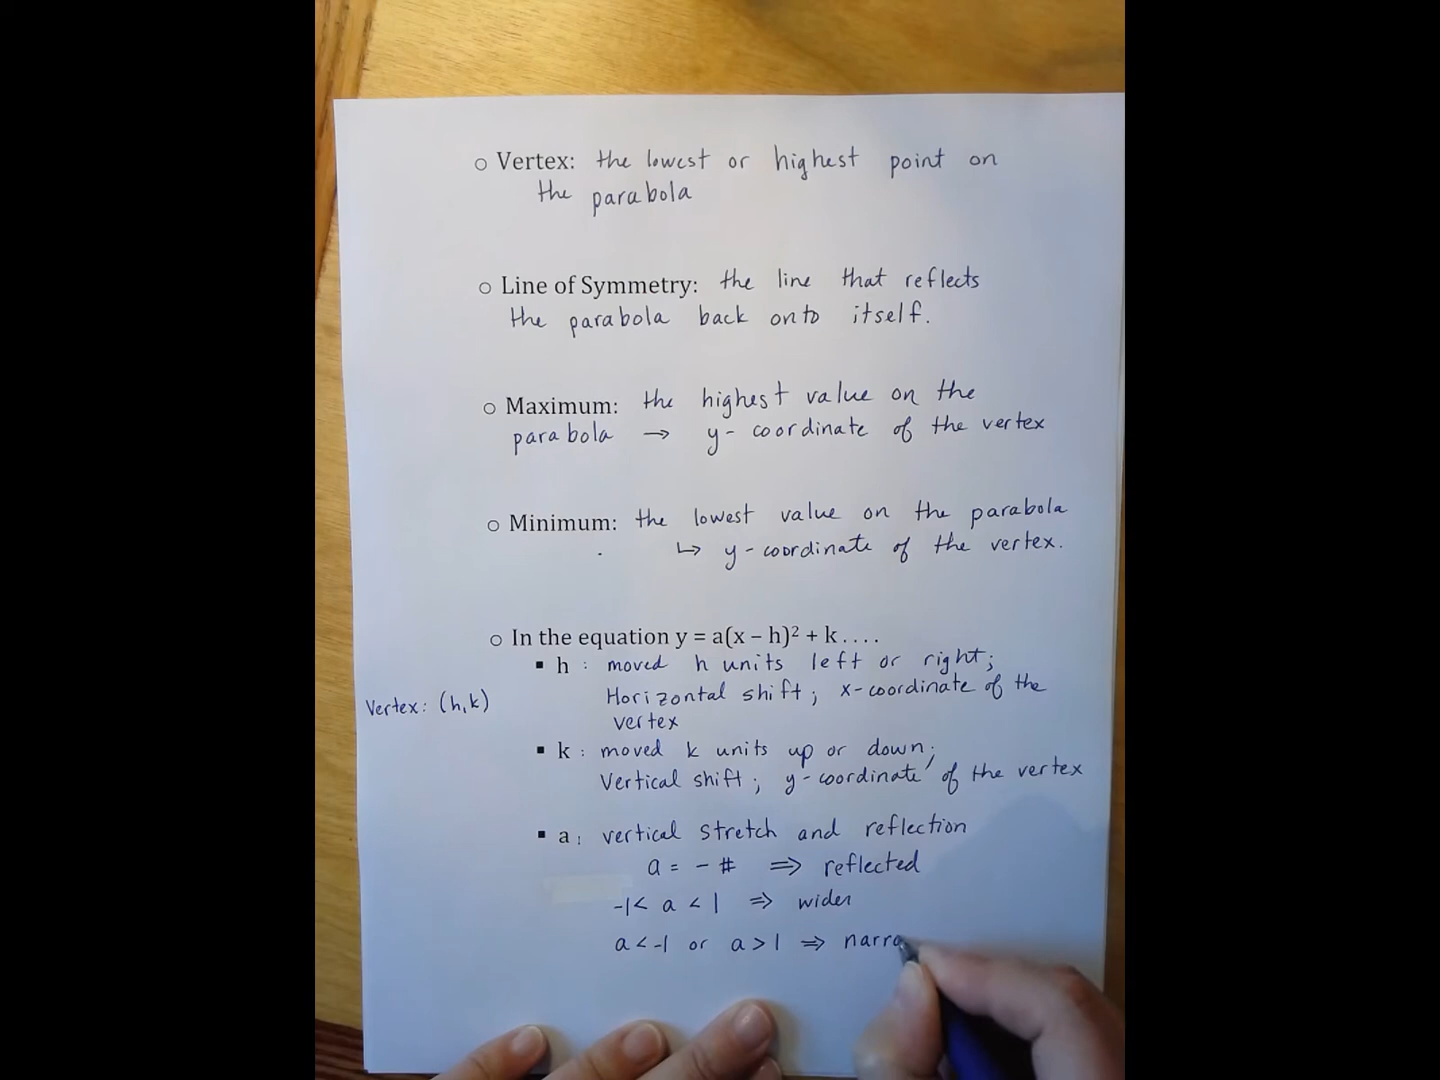 ○ Vertex: the lowest or highest point on
the parabola
○ Line of Symmetry: the line that reflects
the parabola back onto itself.
○ Maximum: the highest value on the
parabola → y-coordinate of the vertex
○ Minimum: the lowest value on the parabola
↳ y-coordinate of the vertex.
○ In the equation y = a(x – h)² + k . . . .
▪ h : moved h units left or right;
Horizontal shift; x-coordinate of the
vertex
Vertex: (h,k)
▪ k : moved k units up or down;
Vertical shift; y-coordinate of the vertex
▪ a : vertical stretch and reflection
a = - # ⇒ reflected
-1 < a < 1 ⇒ wider
a < -1 or a > 1 ⇒ narro